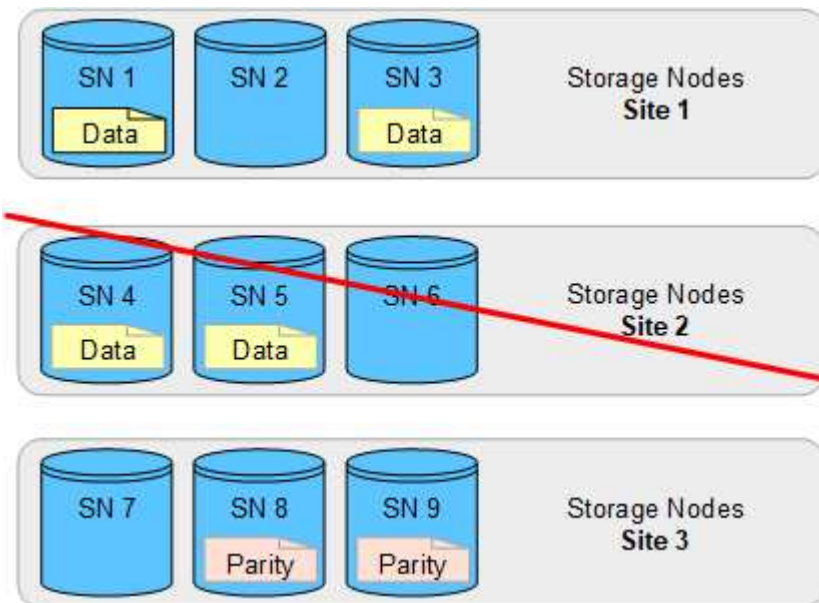 SN 1
SN 2
SN 3
Storage Nodes
Site 1
Data
Data
SN 4
SN 5
SN 6
Storage Nodes
Site 2
Data
Data
SN 7
SN 8
SN 9
Storage Nodes
Site 3
Parity
Parity